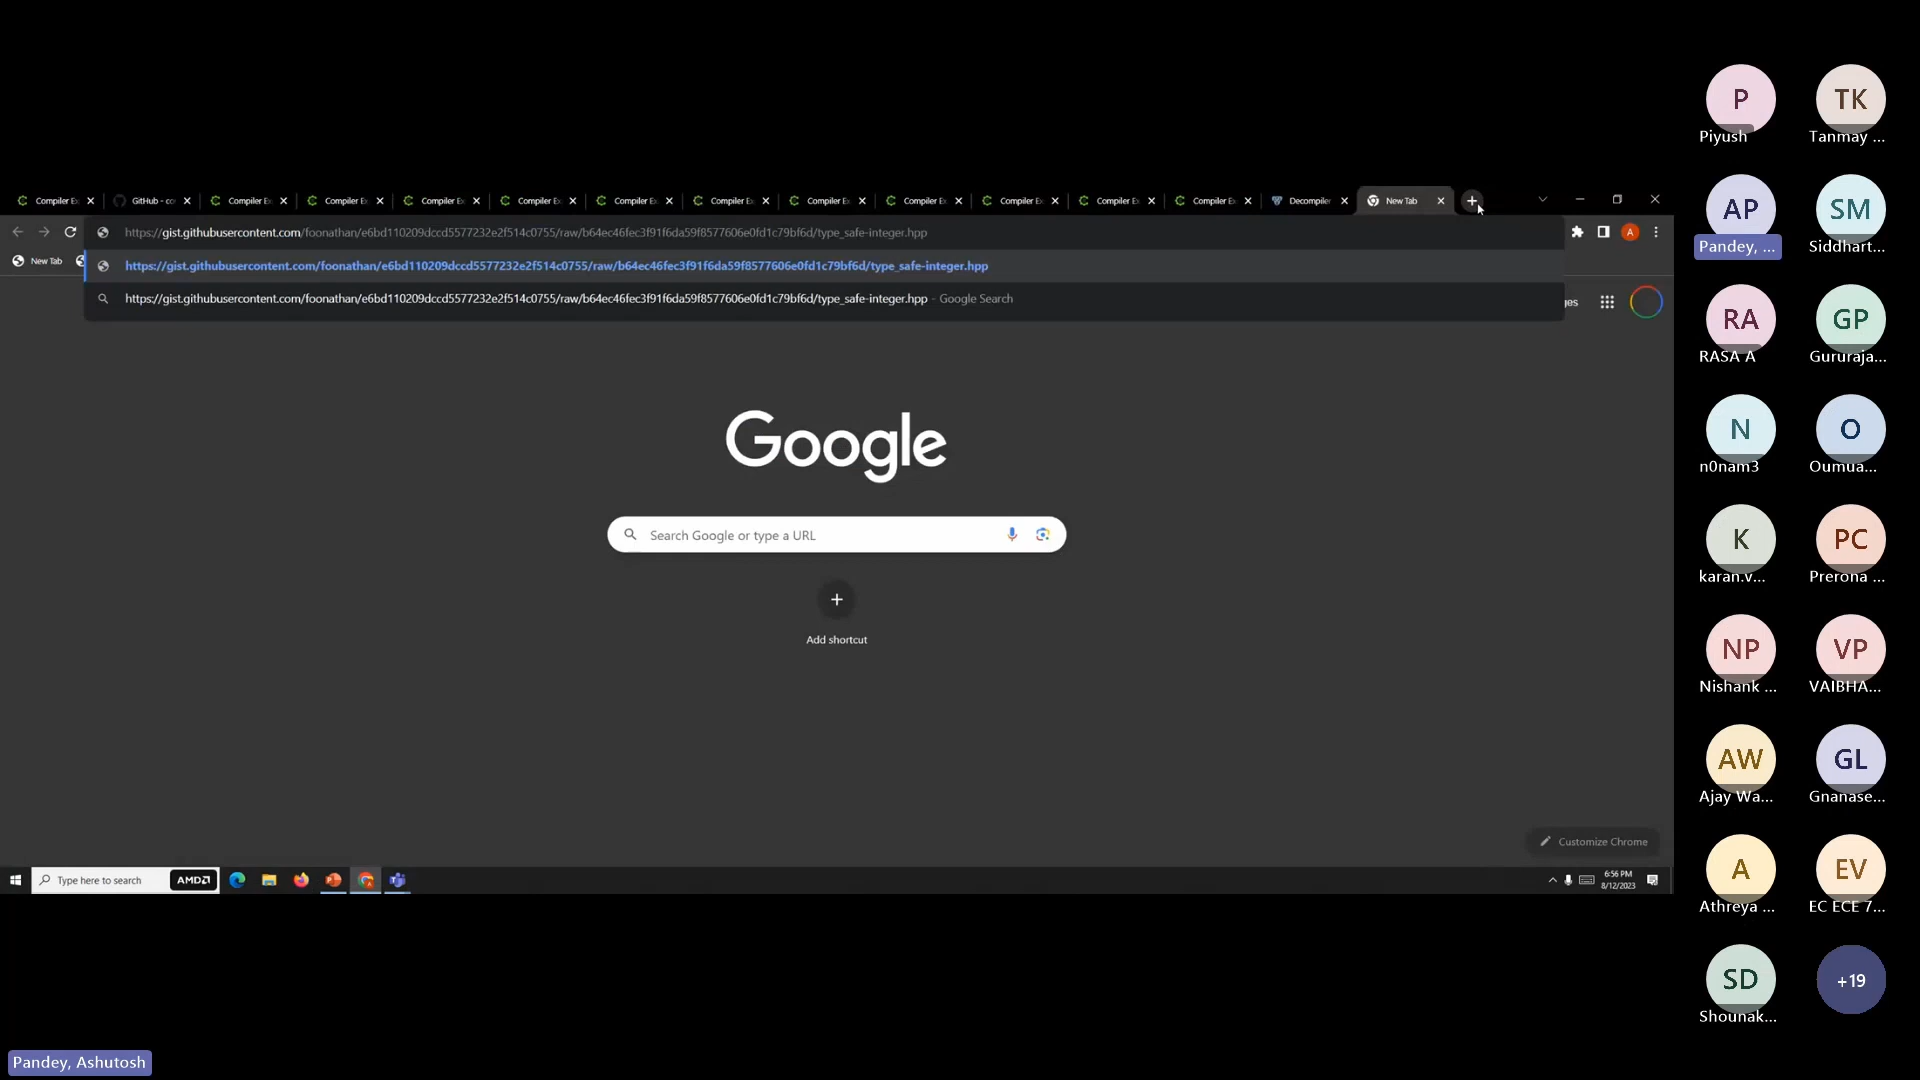 Compiler E
GitHub - co
Compiler E
Compiler E
Compiler E
Compiler E
Compiler E
Compiler E
Compiler E
Compiler E
Compiler E
Compiler E
Compiler E
Decompiler
New Tab
https://gist.githubusercontent.com/foonathan/e6bd110209dccd5577232e2f514c0755/raw/b64ec46fec3f91f6da59f8577606e0fd1c79bf6d/type_safe-integer.hpp
A
New Tab
https://gist.githubusercontent.com/foonathan/e6bd110209dccd5577232e2f514c0755/raw/b64ec46fec3f91f6da59f8577606e0fd1c79bf6d/type_safe-integer.hpp
https://gist.githubusercontent.com/foonathan/e6bd110209dccd5577232e2f514c0755/raw/b64ec46fec3f91f6da59f8577606e0fd1c79bf6d/type_safe-integer.hpp - Google Search
ges
Google
Search Google or type a URL
Add shortcut
Customize Chrome
Type here to search
AMD
6:56 PM
8/12/2023
Pandey, Ashutosh
P
Piyush
TK
Tanmay ...
AP
Pandey, ...
SM
Siddhart...
RA
RASA A
GP
Gururaja...
N
n0nam3
O
Oumua...
K
karan.v...
PC
Prerona ...
NP
Nishank ...
VP
VAIBHA...
AW
Ajay Wa...
GL
Gnanase...
A
Athreya ...
EV
EC ECE 7...
SD
Shounak...
+19